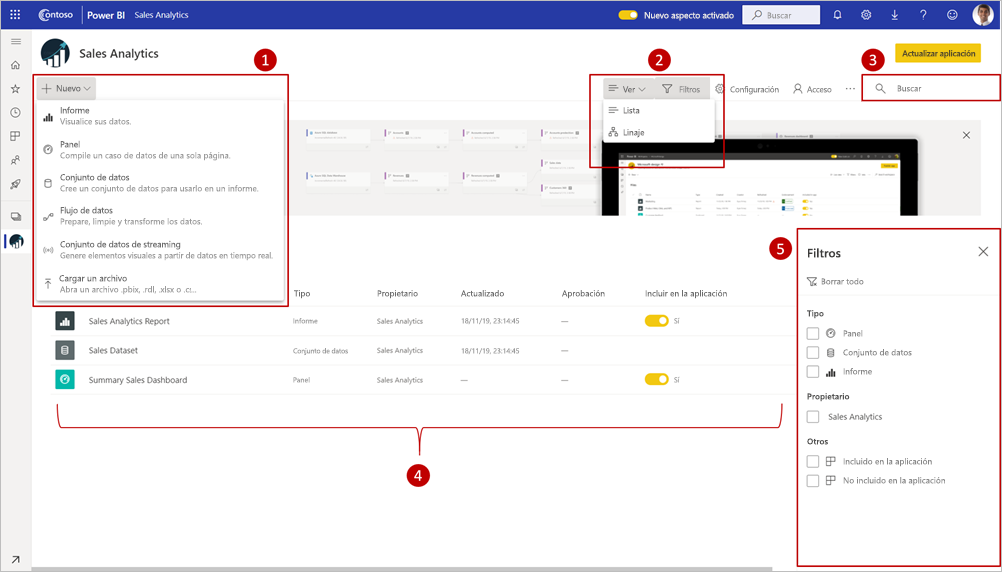 Contoso Power BI Sales Analytics Nuevo aspecto activado Buscar ?
Sales Analytics
Actualizar aplicación
1
2
3
Nuevo
Ver Filtros Configuración Acceso ... Buscar
Informe
Visualice sus datos.
Panel
Compile un caso de datos de una sola página.
Conjunto de datos
Cree un conjunto de datos para usarlo en un informe.
Flujo de datos
Prepare, limpie y transforme los datos.
Conjunto de datos de streaming
Genere elementos visuales a partir de datos en tiempo real.
Cargar un archivo
Abra un archivo .pbix, .rdl, .xlsx o .c...
Lista
Linaje
Tipo Propietario Actualizado Aprobación Incluir en la aplicación
Sales Analytics Report Informe Sales Analytics 18/11/19, 23:14:45 — Sí
Sales Dataset Conjunto de datos Sales Analytics 18/11/19, 23:14:45 —
Summary Sales Dashboard Panel Sales Analytics — — Sí
4
5
Filtros
Borrar todo
Tipo
Panel
Conjunto de datos
Informe
Propietario
Sales Analytics
Otros
Incluido en la aplicación
No incluido en la aplicación